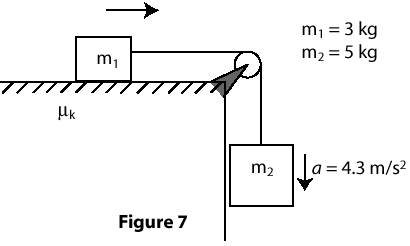 m₁ = 3 kg
m₂ = 5 kg
m₁
μₖ
m₂
a = 4.3 m/s²
Figure 7